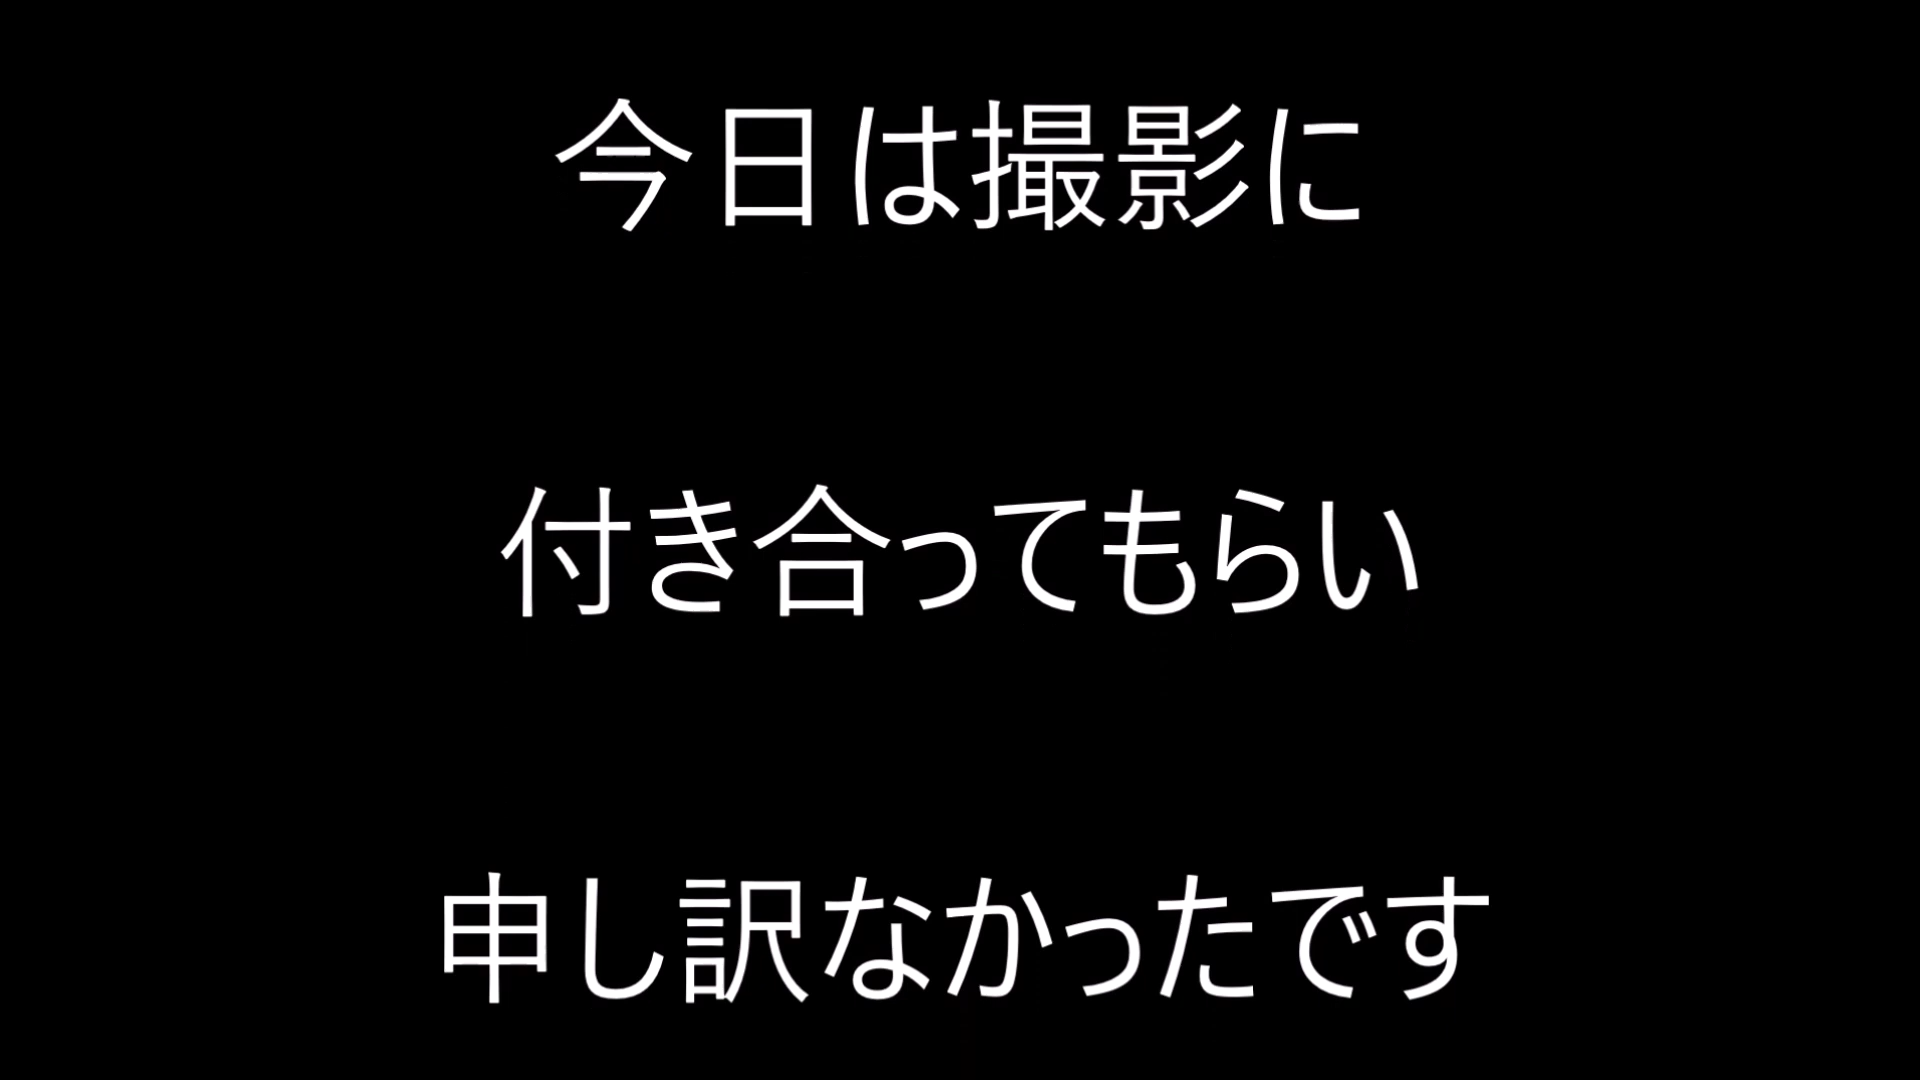 今日は撮影に
付き合ってもらい
申し訳なかったです